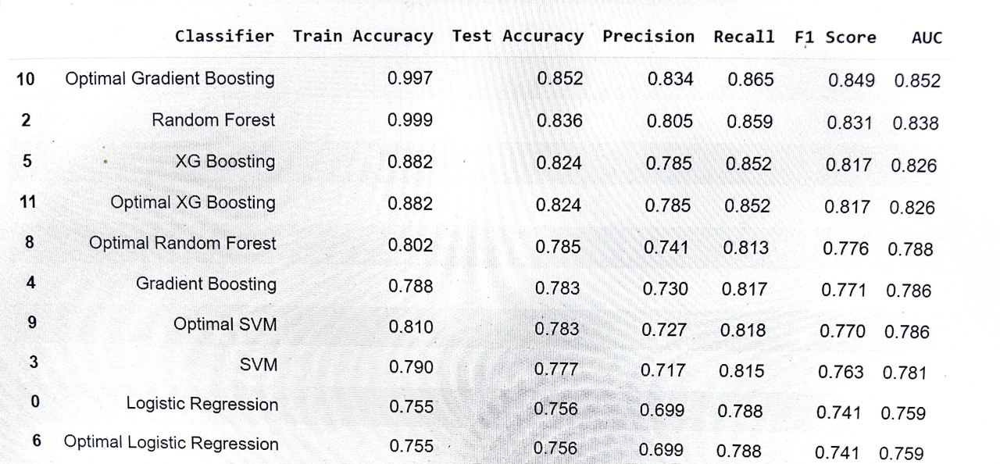 Classifier Train Accuracy Test Accuracy Precision Recall F1 Score AUC
10 Optimal Gradient Boosting 0.997 0.852 0.834 0.865 0.849 0.852
2 Random Forest 0.999 0.836 0.805 0.859 0.831 0.838
5 XG Boosting 0.882 0.824 0.785 0.852 0.817 0.826
11 Optimal XG Boosting 0.882 0.824 0.785 0.852 0.817 0.826
8 Optimal Random Forest 0.802 0.785 0.741 0.813 0.776 0.788
4 Gradient Boosting 0.788 0.783 0.730 0.817 0.771 0.786
9 Optimal SVM 0.810 0.783 0.727 0.818 0.770 0.786
3 SVM 0.790 0.777 0.717 0.815 0.763 0.781
0 Logistic Regression 0.755 0.756 0.699 0.788 0.741 0.759
6 Optimal Logistic Regression 0.755 0.756 0.699 0.788 0.741 0.759